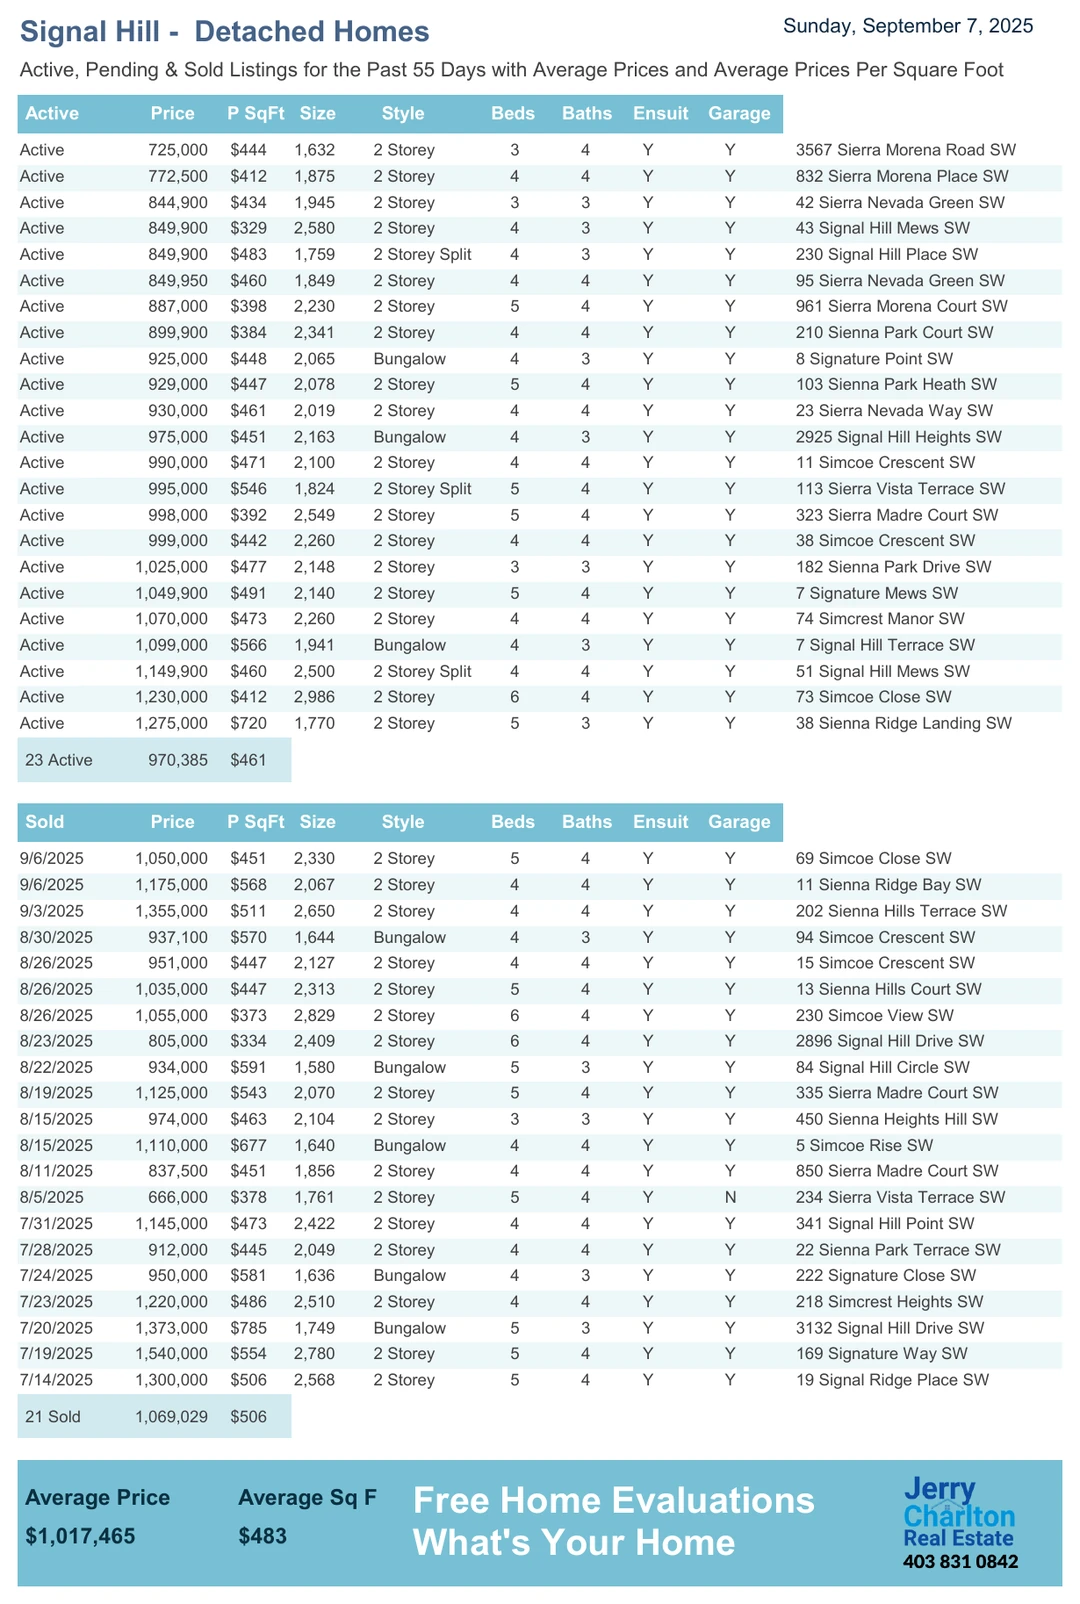 Signal Hill -  Detached Homes
Sunday, September 7, 2025
Active, Pending & Sold Listings for the Past 55 Days with Average Prices and Average Prices Per Square Foot
Active Price P SqFt Size Style Beds Baths Ensuit Garage
Active 725,000 $444 1,632 2 Storey 3 4 Y Y 3567 Sierra Morena Road SW
Active 772,500 $412 1,875 2 Storey 4 4 Y Y 832 Sierra Morena Place SW
Active 844,900 $434 1,945 2 Storey 3 3 Y Y 42 Sierra Nevada Green SW
Active 849,900 $329 2,580 2 Storey 4 3 Y Y 43 Signal Hill Mews SW
Active 849,900 $483 1,759 2 Storey Split 4 3 Y Y 230 Signal Hill Place SW
Active 849,950 $460 1,849 2 Storey 4 4 Y Y 95 Sierra Nevada Green SW
Active 887,000 $398 2,230 2 Storey 5 4 Y Y 961 Sierra Morena Court SW
Active 899,900 $384 2,341 2 Storey 4 4 Y Y 210 Sienna Park Court SW
Active 925,000 $448 2,065 Bungalow 4 3 Y Y 8 Signature Point SW
Active 929,000 $447 2,078 2 Storey 5 4 Y Y 103 Sienna Park Heath SW
Active 930,000 $461 2,019 2 Storey 4 4 Y Y 23 Sierra Nevada Way SW
Active 975,000 $451 2,163 Bungalow 4 3 Y Y 2925 Signal Hill Heights SW
Active 990,000 $471 2,100 2 Storey 4 4 Y Y 11 Simcoe Crescent SW
Active 995,000 $546 1,824 2 Storey Split 5 4 Y Y 113 Sierra Vista Terrace SW
Active 998,000 $392 2,549 2 Storey 5 4 Y Y 323 Sierra Madre Court SW
Active 999,000 $442 2,260 2 Storey 4 4 Y Y 38 Simcoe Crescent SW
Active 1,025,000 $477 2,148 2 Storey 3 3 Y Y 182 Sienna Park Drive SW
Active 1,049,900 $491 2,140 2 Storey 5 4 Y Y 7 Signature Mews SW
Active 1,070,000 $473 2,260 2 Storey 4 4 Y Y 74 Simcrest Manor SW
Active 1,099,000 $566 1,941 Bungalow 4 3 Y Y 7 Signal Hill Terrace SW
Active 1,149,900 $460 2,500 2 Storey Split 4 4 Y Y 51 Signal Hill Mews SW
Active 1,230,000 $412 2,986 2 Storey 6 4 Y Y 73 Simcoe Close SW
Active 1,275,000 $720 1,770 2 Storey 5 3 Y Y 38 Sienna Ridge Landing SW
23 Active 970,385 $461
Sold Price P SqFt Size Style Beds Baths Ensuit Garage
9/6/2025 1,050,000 $451 2,330 2 Storey 5 4 Y Y 69 Simcoe Close SW
9/6/2025 1,175,000 $568 2,067 2 Storey 4 4 Y Y 11 Sienna Ridge Bay SW
9/3/2025 1,355,000 $511 2,650 2 Storey 4 4 Y Y 202 Sienna Hills Terrace SW
8/30/2025 937,100 $570 1,644 Bungalow 4 3 Y Y 94 Simcoe Crescent SW
8/26/2025 951,000 $447 2,127 2 Storey 4 4 Y Y 15 Simcoe Crescent SW
8/26/2025 1,035,000 $447 2,313 2 Storey 5 4 Y Y 13 Sienna Hills Court SW
8/26/2025 1,055,000 $373 2,829 2 Storey 6 4 Y Y 230 Simcoe View SW
8/23/2025 805,000 $334 2,409 2 Storey 6 4 Y Y 2896 Signal Hill Drive SW
8/22/2025 934,000 $591 1,580 Bungalow 5 3 Y Y 84 Signal Hill Circle SW
8/19/2025 1,125,000 $543 2,070 2 Storey 5 4 Y Y 335 Sierra Madre Court SW
8/15/2025 974,000 $463 2,104 2 Storey 3 3 Y Y 450 Sienna Heights Hill SW
8/15/2025 1,110,000 $677 1,640 Bungalow 4 4 Y Y 5 Simcoe Rise SW
8/11/2025 837,500 $451 1,856 2 Storey 4 4 Y Y 850 Sierra Madre Court SW
8/5/2025 666,000 $378 1,761 2 Storey 5 4 Y N 234 Sierra Vista Terrace SW
7/31/2025 1,145,000 $473 2,422 2 Storey 4 4 Y Y 341 Signal Hill Point SW
7/28/2025 912,000 $445 2,049 2 Storey 4 4 Y Y 22 Sienna Park Terrace SW
7/24/2025 950,000 $581 1,636 Bungalow 4 3 Y Y 222 Signature Close SW
7/23/2025 1,220,000 $486 2,510 2 Storey 4 4 Y Y 218 Simcrest Heights SW
7/20/2025 1,373,000 $785 1,749 Bungalow 5 3 Y Y 3132 Signal Hill Drive SW
7/19/2025 1,540,000 $554 2,780 2 Storey 5 4 Y Y 169 Signature Way SW
7/14/2025 1,300,000 $506 2,568 2 Storey 5 4 Y Y 19 Signal Ridge Place SW
21 Sold 1,069,029 $506
Average Price Average Sq F
$1,017,465 $483
Free Home Evaluations
What's Your Home
Jerry
Charlton
Real Estate
403 831 0842